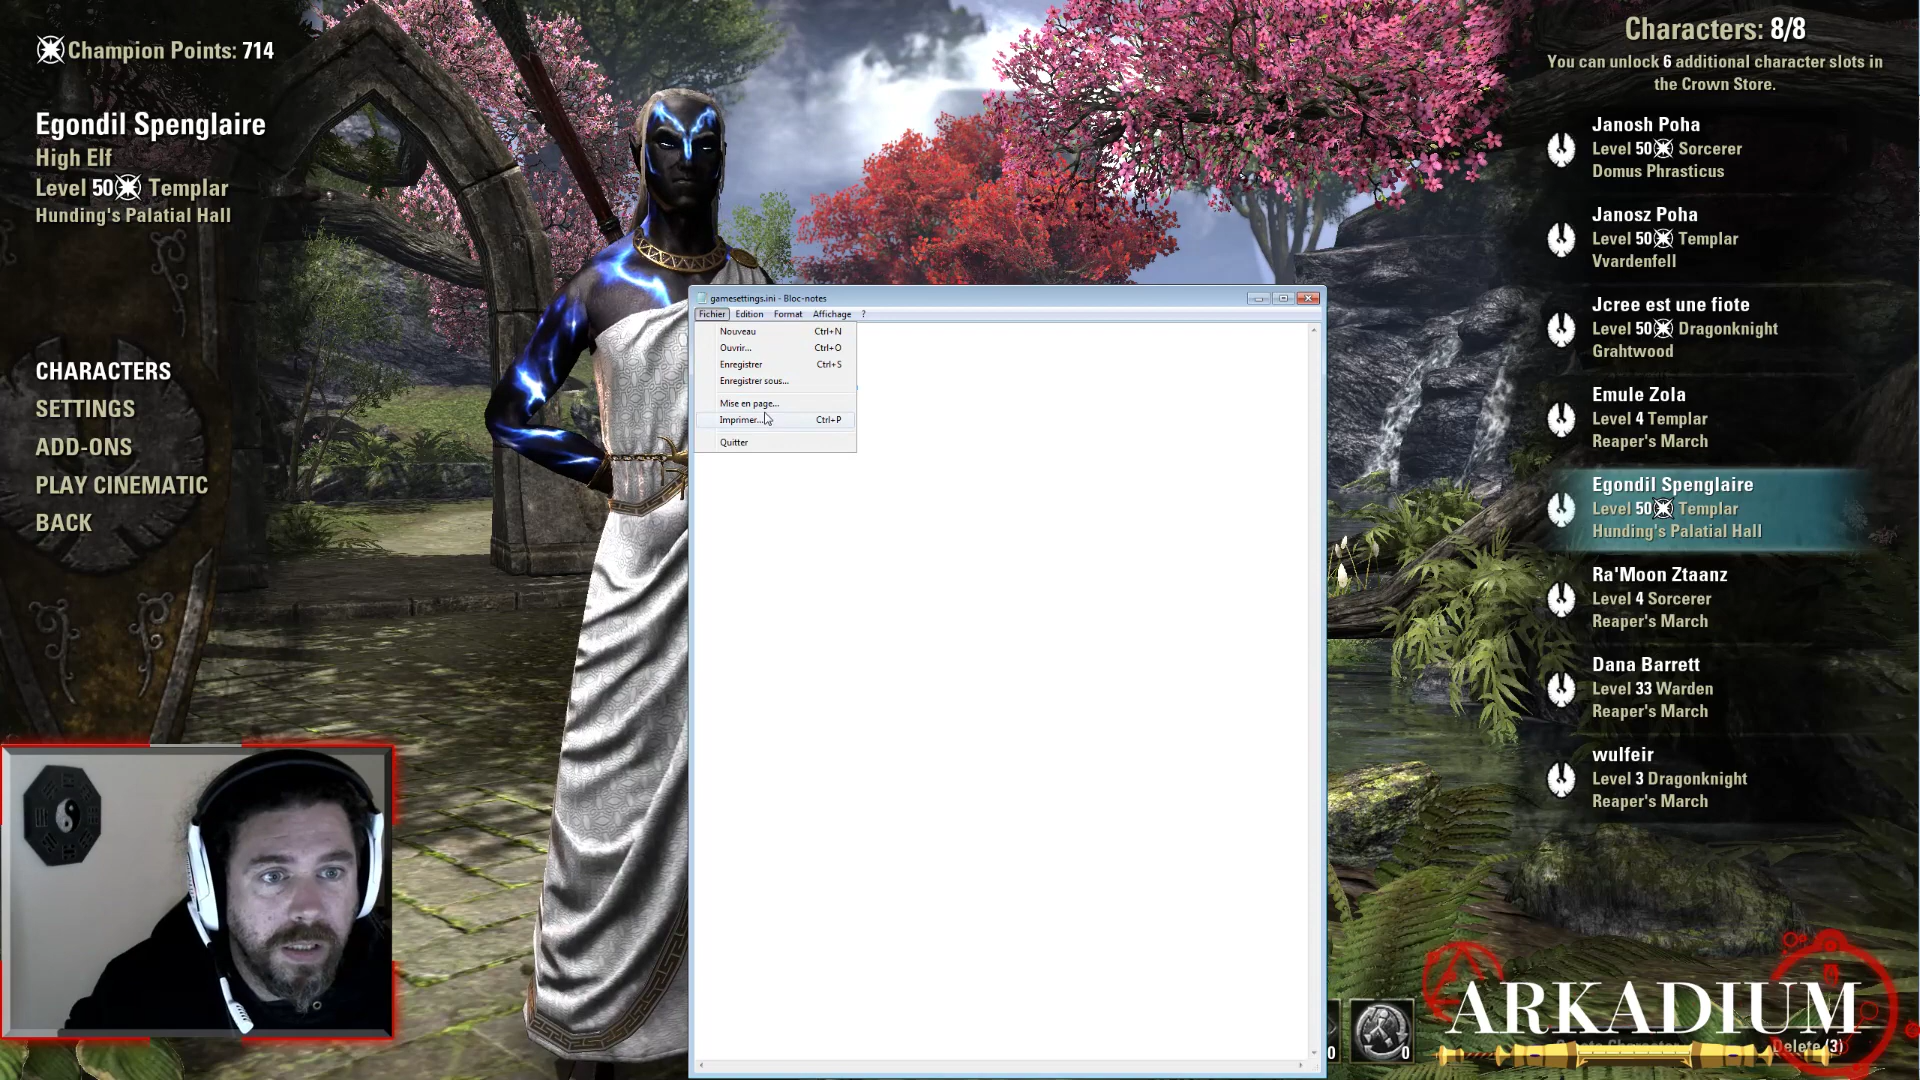 Champion Points: 714
Egondil Spenglaire
High Elf
Level 50 Templar
Hunding's Palatial Hall
CHARACTERS
SETTINGS
ADD-ONS
PLAY CINEMATIC
BACK
gamesettings.ini - Bloc-notes
Fichier Edition Format Affichage ?
Nouveau Ctrl+N
Ouvrir... Ctrl+O
Enregistrer Ctrl+S
Enregistrer sous...
Mise en page...
Imprimer... Ctrl+P
Quitter
Characters: 8/8
You can unlock 6 additional character slots in
the Crown Store.
Janosh Poha
Level 50 Sorcerer
Domus Phrasticus
Janosz Poha
Level 50 Templar
Vvardenfell
Jcree est une fiote
Level 50 Dragonknight
Grahtwood
Emule Zola
Level 4 Templar
Reaper's March
Egondil Spenglaire
Level 50 Templar
Hunding's Palatial Hall
Ra'Moon Ztaanz
Level 4 Sorcerer
Reaper's March
Dana Barrett
Level 33 Warden
Reaper's March
wulfeir
Level 3 Dragonknight
Reaper's March
ARKADIUM
0
0
Delete (3)